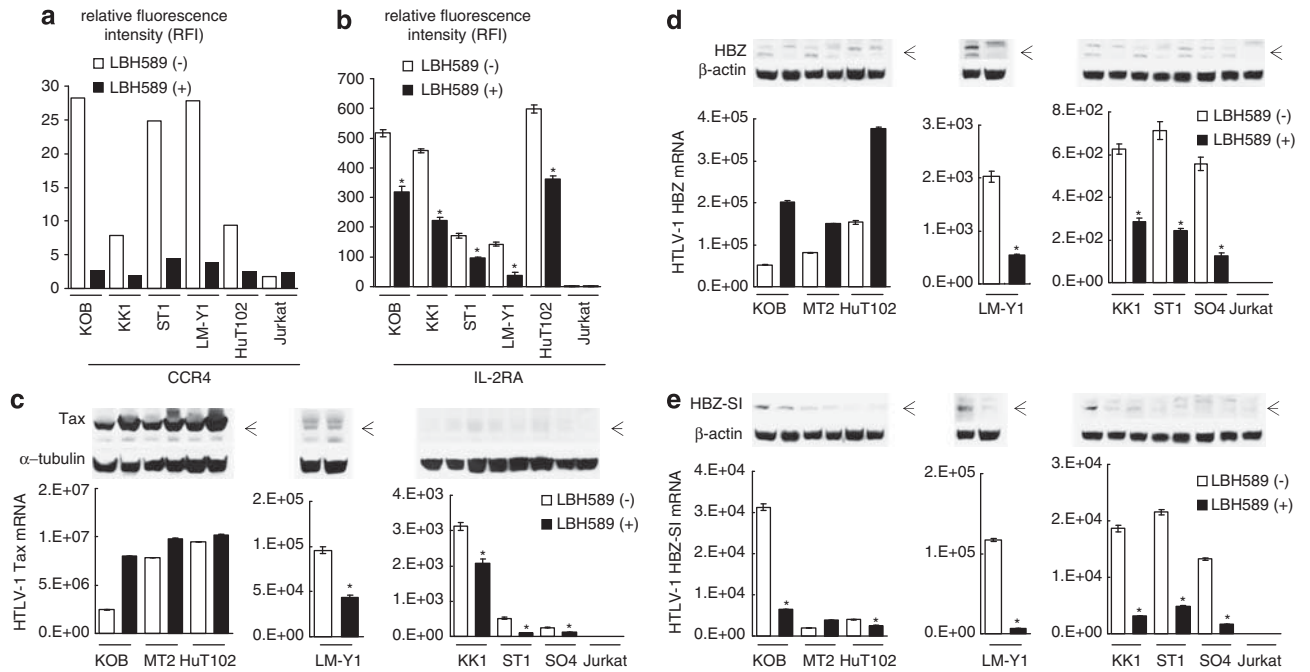 a
relative fluorescence
intensity (RFI)
LBH589 (-)
LBH589 (+)
30
25
20
15
10
5
0
KOB
KK1
ST1
LM-Y1
HuT102
Jurkat
CCR4
b
relative fluorescence
intensity (RFI)
LBH589 (-)
LBH589 (+)
700
600
500
400
300
200
100
0
* * * * *
KOB
KK1
ST1
LM-Y1
HuT102
Jurkat
IL-2RA
c
Tax
α-tubulin
HTLV-1 Tax mRNA
2.E+07
2.E+07
1.E+07
5.E+06
0.E+00
KOB MT2 HuT102
2.E+05
1.E+05
5.E+04
0.E+00
*
LM-Y1
4.E+03
3.E+03
2.E+03
1.E+03
0.E+00
LBH589 (-)
LBH589 (+)
* * *
KK1 ST1 SO4 Jurkat
d
HBZ
β-actin
HTLV-1 HBZ mRNA
4.E+05
3.E+05
2.E+05
1.E+05
0.E+00
KOB MT2 HuT102
3.E+03
2.E+03
1.E+03
0.E+00
*
LM-Y1
8.E+02
6.E+02
4.E+02
2.E+02
0.E+00
LBH589 (-)
LBH589 (+)
* * *
KK1 ST1 SO4 Jurkat
e
HBZ-SI
β-actin
HTLV-1 HBZ-SI mRNA
4.E+04
3.E+04
2.E+04
1.E+04
0.E+00
* *
KOB MT2 HuT102
2.E+05
1.E+05
0.E+00
*
LM-Y1
3.E+04
2.E+04
1.E+04
0.E+00
LBH589 (-)
LBH589 (+)
* * *
KK1 ST1 SO4 Jurkat